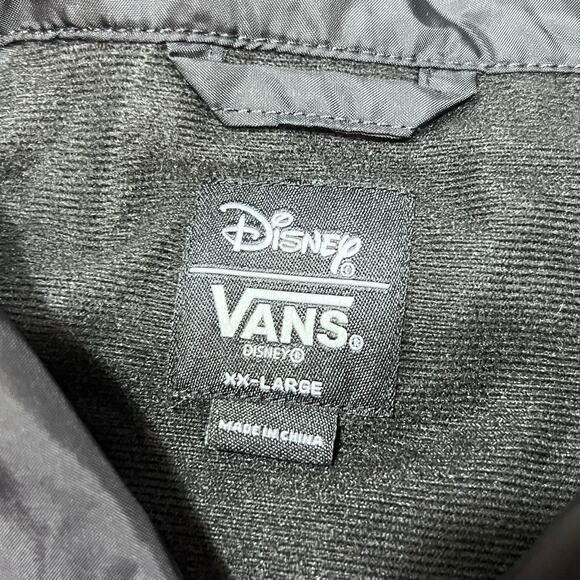 Disney®
VANS®
DISNEY®
XX-LARGE
MADE IN CHINA